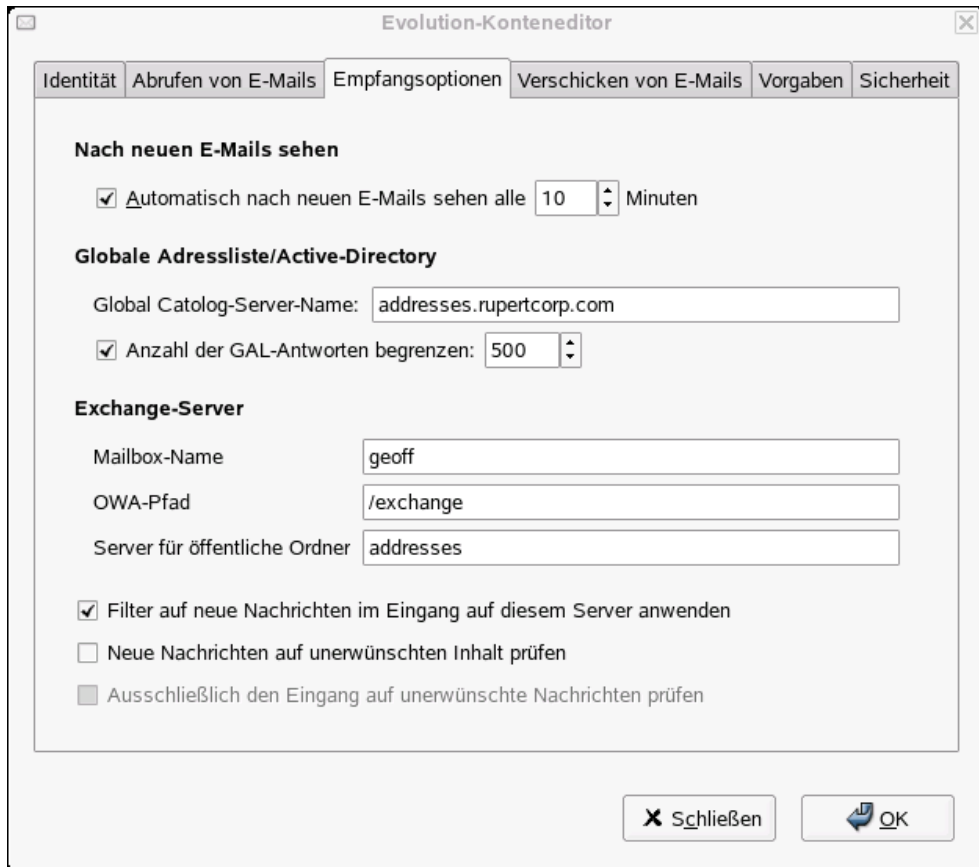 Evolution-Konteneditor
Identität Abrufen von E-Mails Empfangsoptionen Verschicken von E-Mails Vorgaben Sicherheit
Nach neuen E-Mails sehen
Automatisch nach neuen E-Mails sehen alle 10 Minuten
Globale Adressliste/Active-Directory
Global Catolog-Server-Name: addresses.rupertcorp.com
Anzahl der GAL-Antworten begrenzen: 500
Exchange-Server
Mailbox-Name geoff
OWA-Pfad /exchange
Server für öffentliche Ordner addresses
Filter auf neue Nachrichten im Eingang auf diesem Server anwenden
Neue Nachrichten auf unerwünschten Inhalt prüfen
Ausschließlich den Eingang auf unerwünschte Nachrichten prüfen
Schließen OK